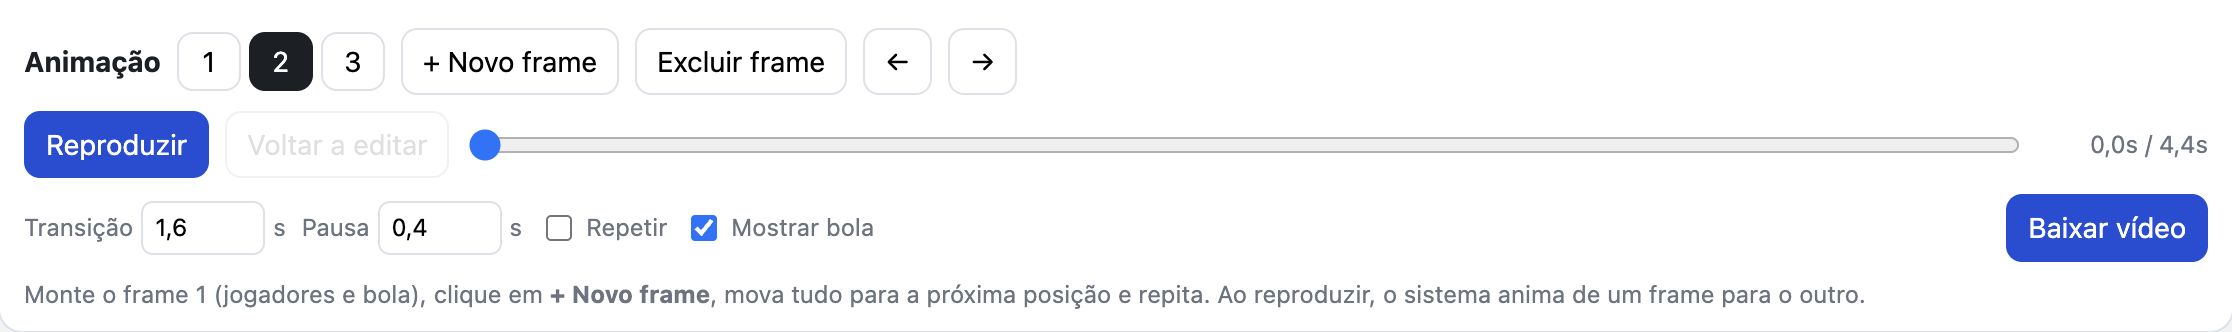 Animação 1 2 3 + Novo frame Excluir frame ← →
Reproduzir Voltar a editar 0,0s / 4,4s
Transição 1,6 s Pausa 0,4 s Repetir Mostrar bola Baixar vídeo
Monte o frame 1 (jogadores e bola), clique em + Novo frame, mova tudo para a próxima posição e repita. Ao reproduzir, o sistema anima de um frame para o outro.